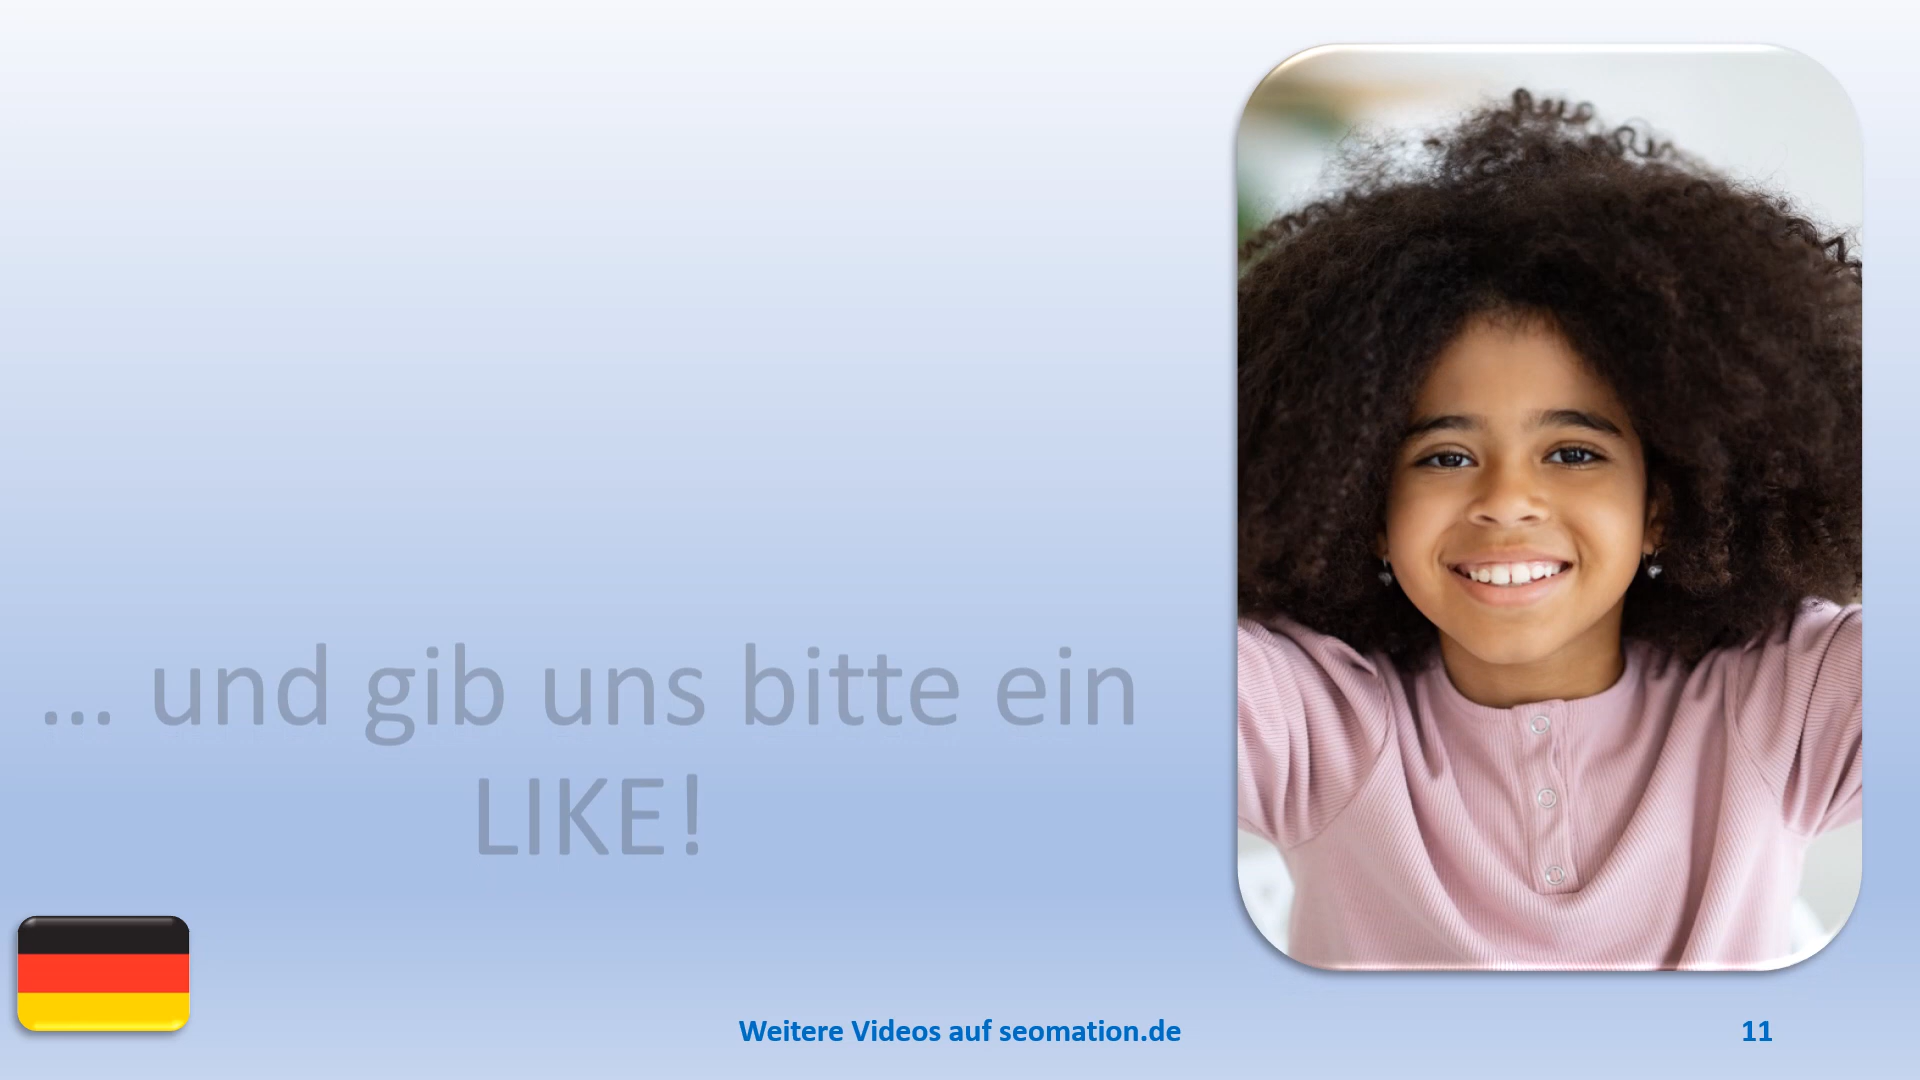 ... und gib uns bitte ein
LIKE!
Weitere Videos auf seomation.de
11